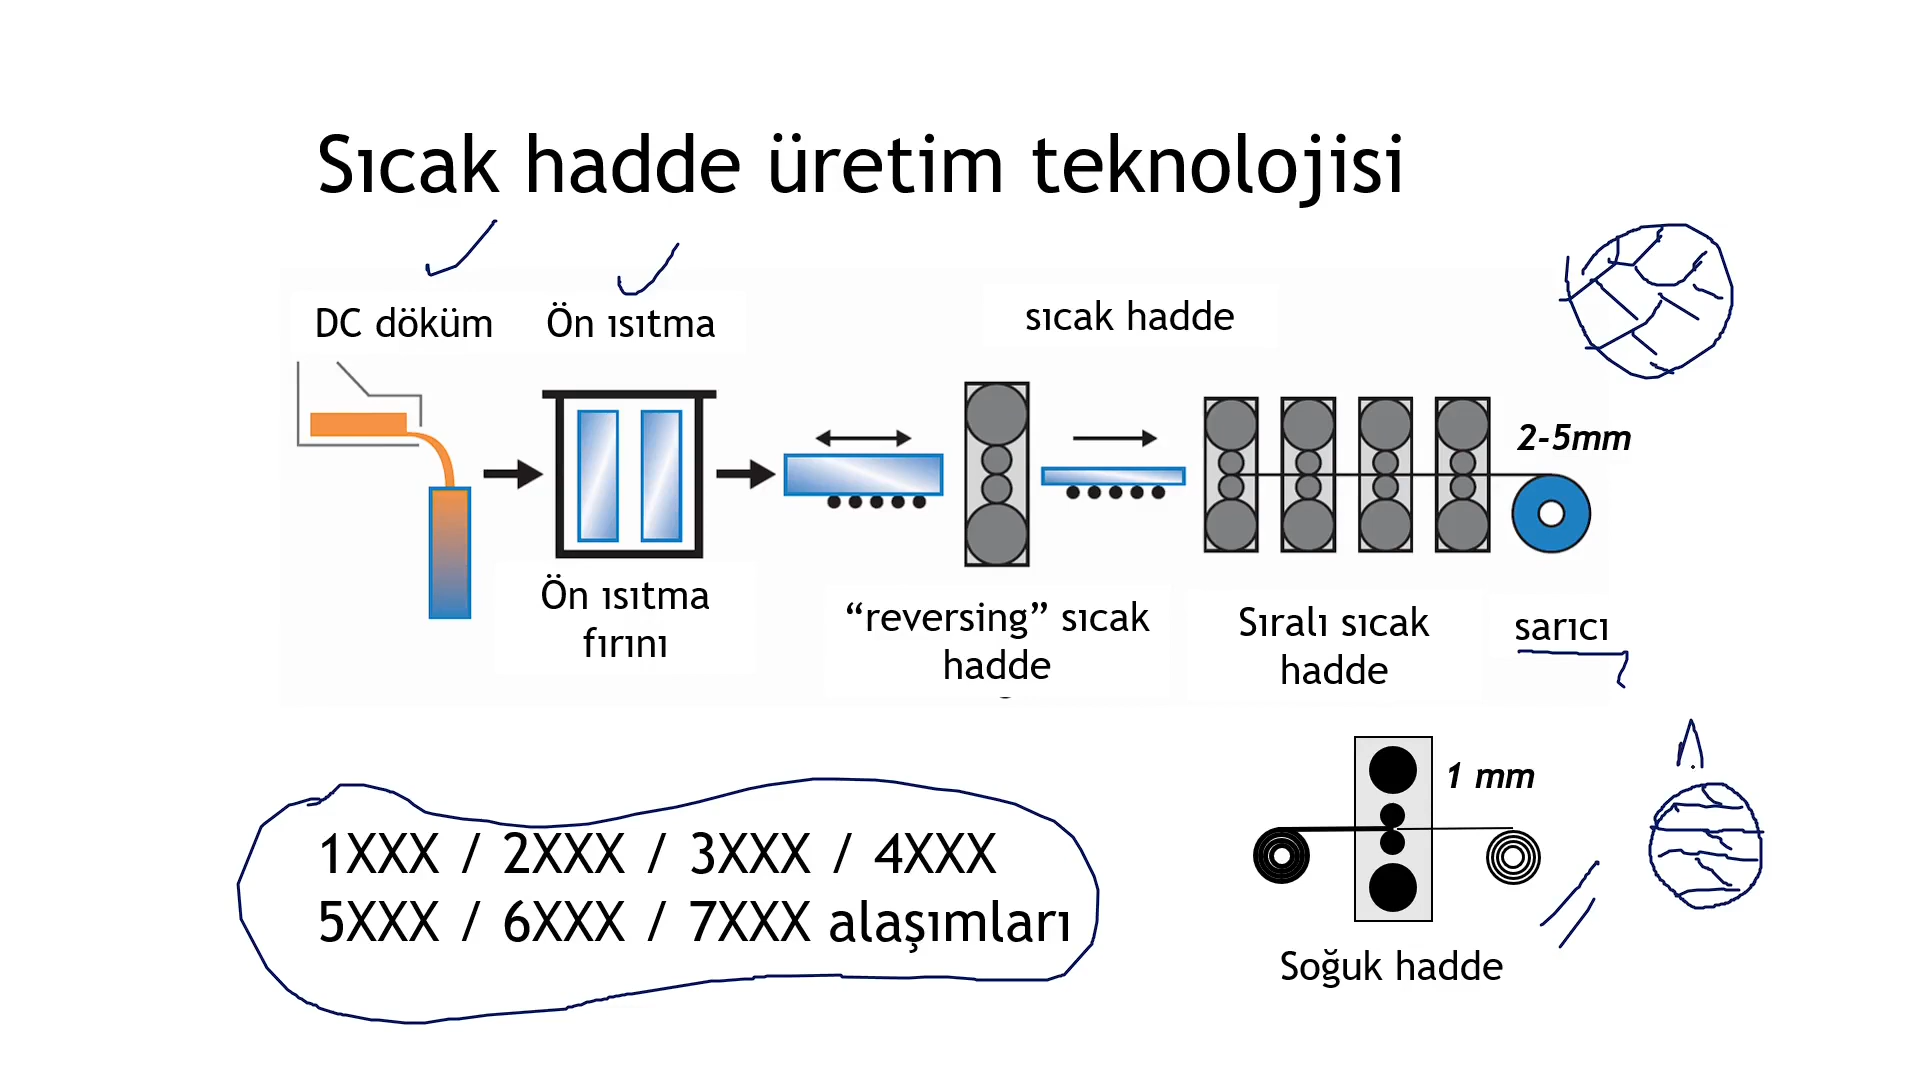 Sıcak hadde üretim teknolojisi
DC döküm
Ön ısıtma
sıcak hadde
2-5mm
Ön ısıtma
fırını
“reversing” sıcak
hadde
Sıralı sıcak
hadde
sarıcı
1 mm
Soğuk hadde
1XXX / 2XXX / 3XXX / 4XXX
5XXX / 6XXX / 7XXX alaşımları